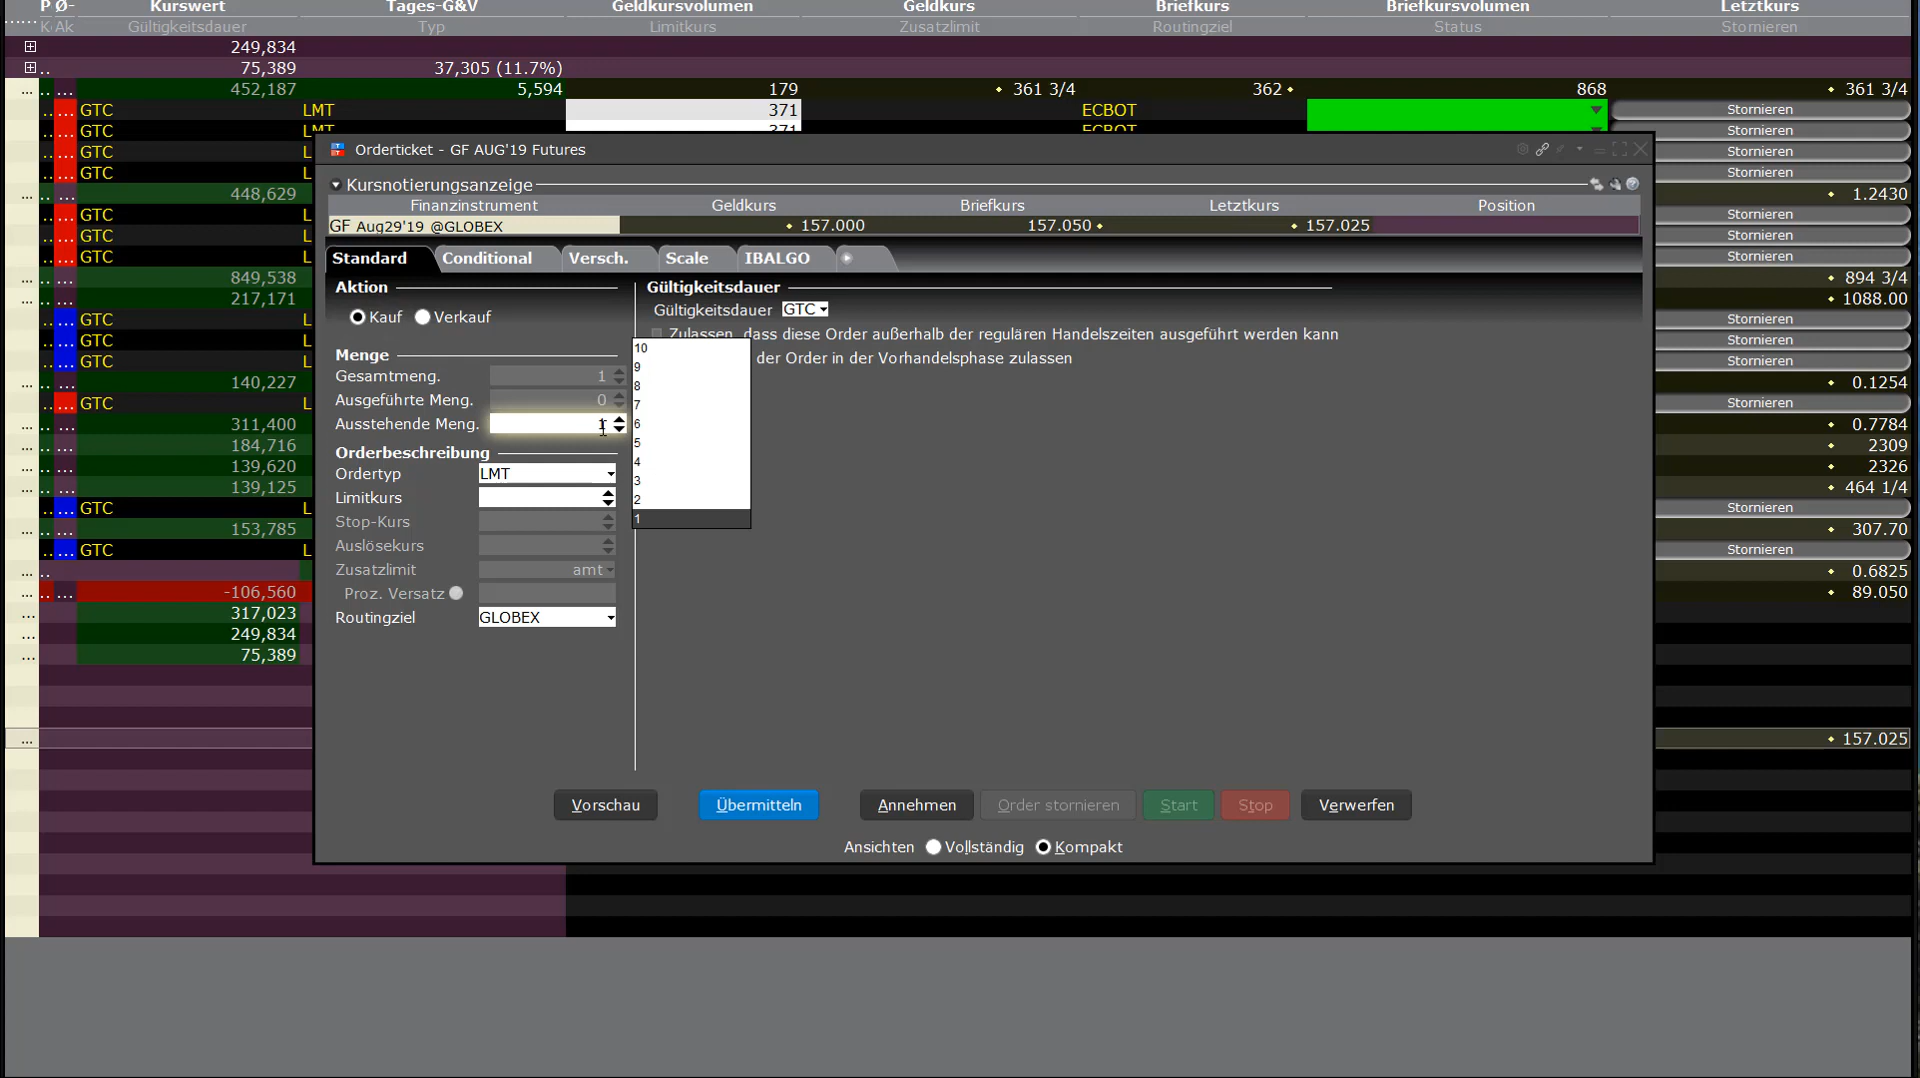 P Ø- Kurswert Tages-G&V Geldkursvolumen Geldkurs Briefkurs Briefkursvolumen Letztkurs
Ak Gültigkeitsdauer Typ Limitkurs Zusatzlimit Routingziel Status Stornieren
249,834
75,389 37,305 (11.7%)
452,187 5,594 179 361 3/4 362 868 361 3/4
GTC LMT 371 ECBOT Stornieren
GTC LMT 371 ECBOT Stornieren
GTC Stornieren
GTC Stornieren
448,629 1.2430
GTC Stornieren
GTC Stornieren
GTC Stornieren
849,538 894 3/4
217,171 1088.00
GTC Stornieren
GTC Stornieren
GTC Stornieren
140,227 0.1254
GTC Stornieren
311,400 0.7784
184,716 2309
139,620 2326
139,125 464 1/4
GTC Stornieren
153,785 307.70
GTC Stornieren
0.6825
-106,560 89.050
317,023
249,834
75,389
157.025
Orderticket - GF AUG'19 Futures
Kursnotierungsanzeige
Finanzinstrument Geldkurs Briefkurs Letztkurs Position
GF Aug29'19 @GLOBEX 157.000 157.050 157.025
Standard Conditional Versch. Scale IBALGO
Aktion
Kauf Verkauf
Menge
Gesamtmeng. 1
Ausgeführte Meng. 0
Ausstehende Meng. 1
Orderbeschreibung
Ordertyp LMT
Limitkurs
Stop-Kurs
Auslösekurs
Zusatzlimit amt
Proz. Versatz
Routingziel GLOBEX
10
9
8
7
6
5
4
3
2
1
Gültigkeitsdauer
Gültigkeitsdauer GTC
Zulassen, dass diese Order außerhalb der regulären Handelszeiten ausgeführt werden kann
der Order in der Vorhandelsphase zulassen
Vorschau Übermitteln Annehmen Order stornieren Start Stop Verwerfen
Ansichten Vollständig Kompakt